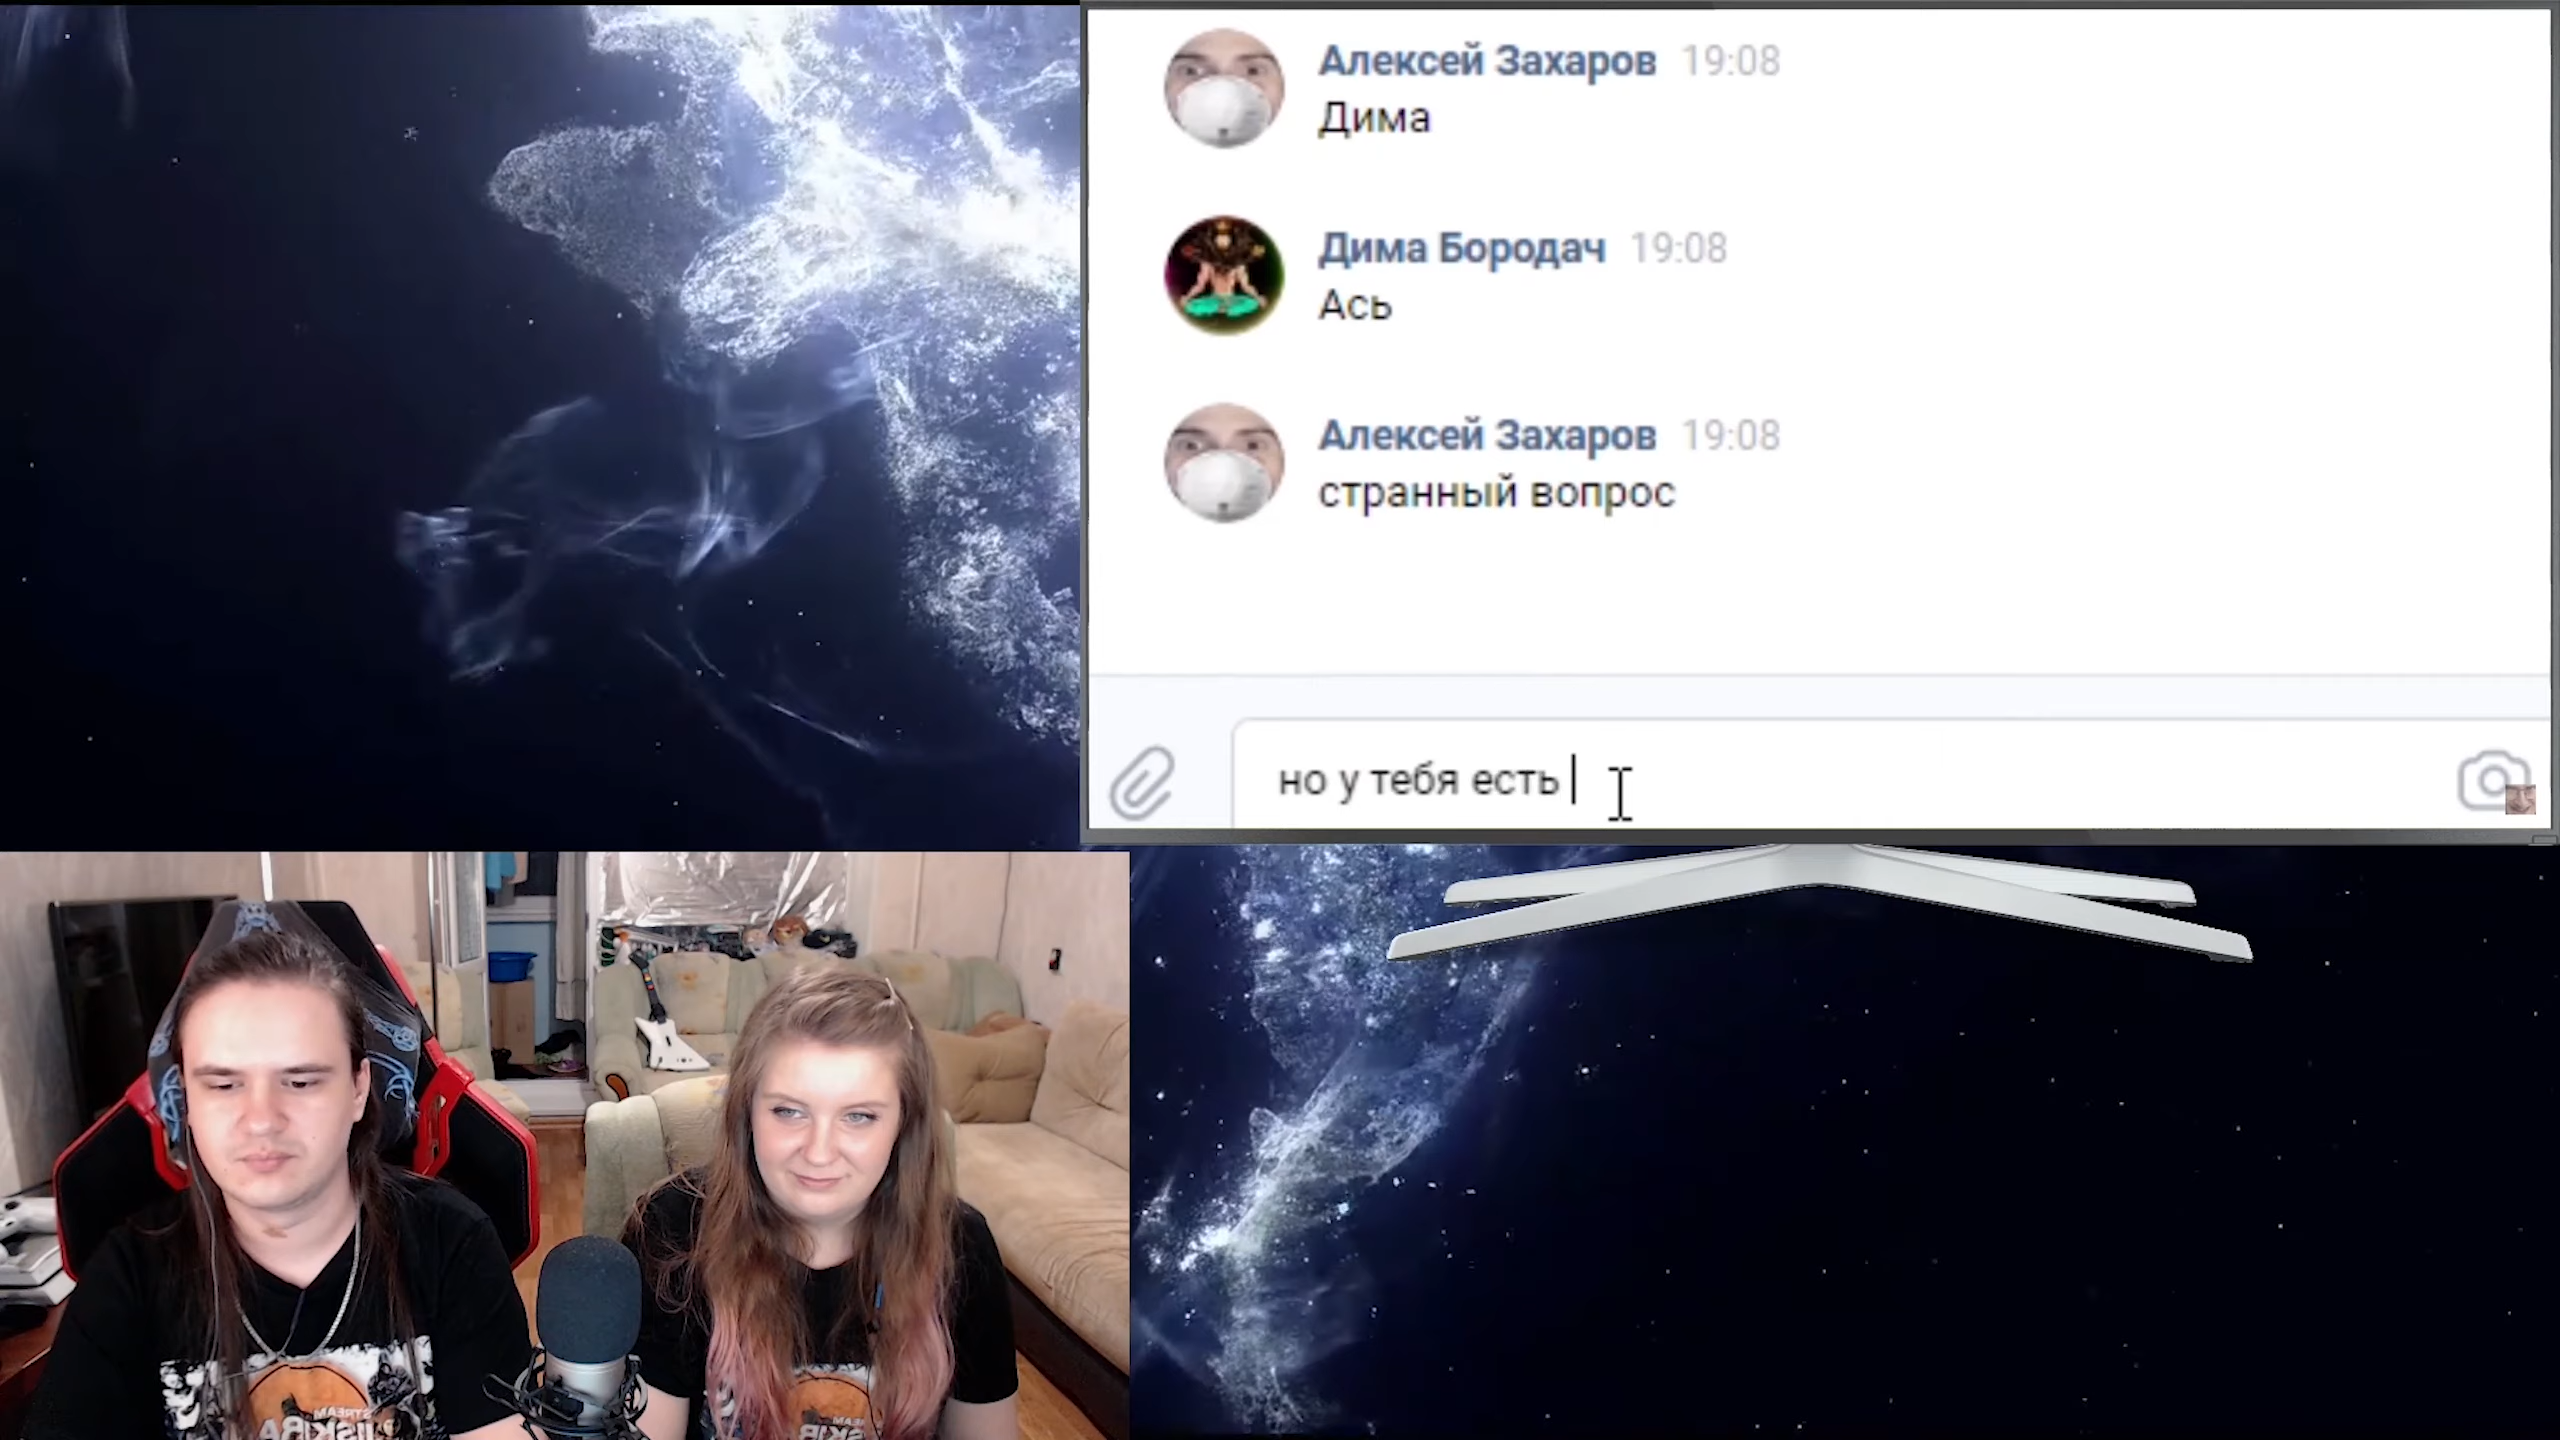 Алексей Захаров 19:08
Дима
Дима Бородач 19:08
Ась
Алексей Захаров 19:08
странный вопрос
но у тебя есть
STREAM